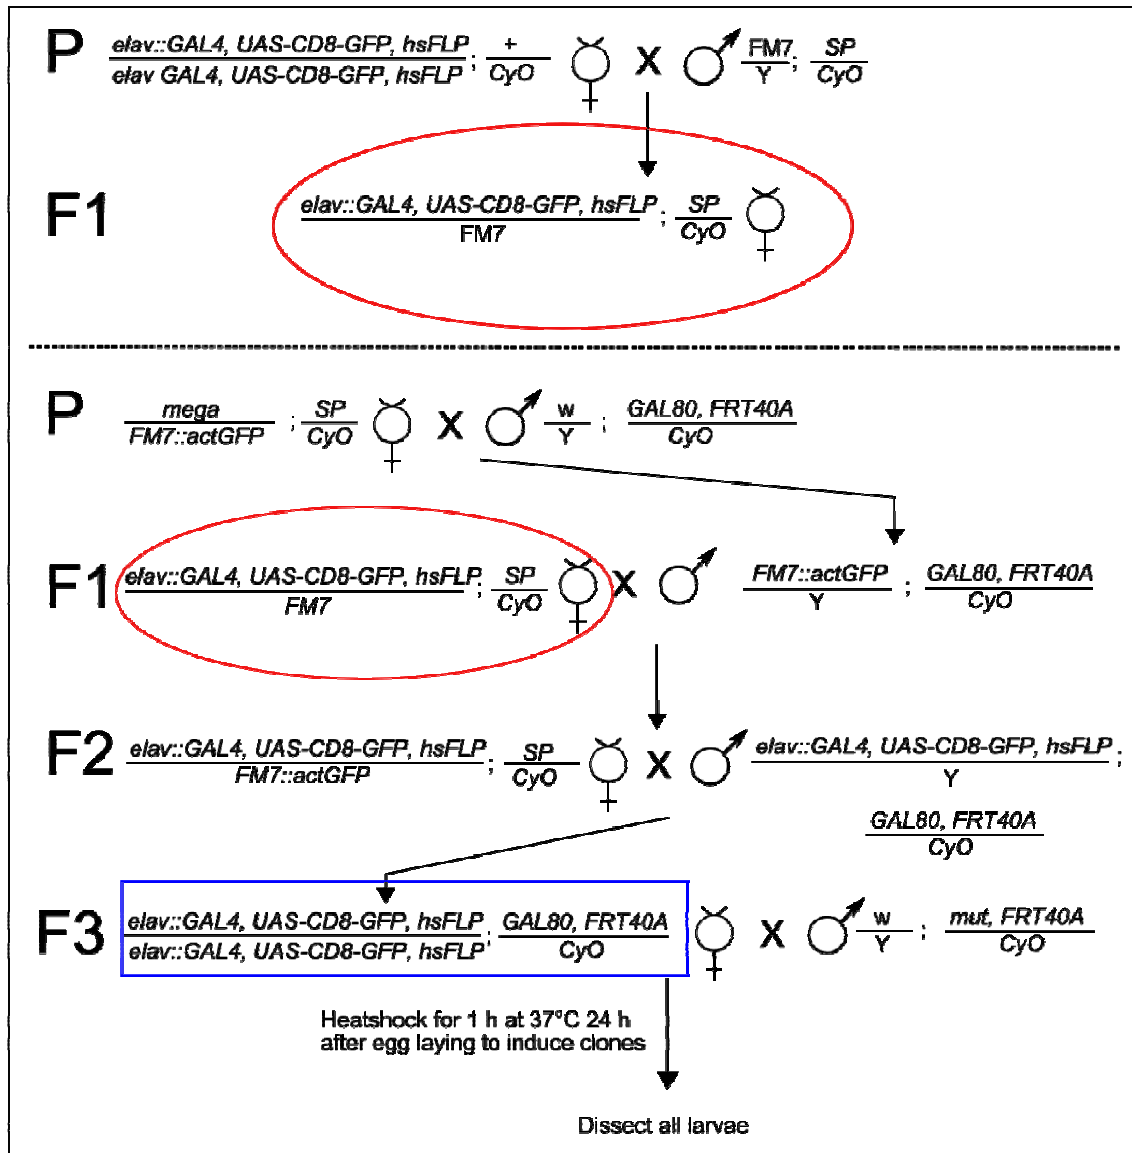 P elav::GAL4, UAS-CD8-GFP, hsFLP ; + X FM7 ; SP
elav GAL4, UAS-CD8-GFP, hsFLP CyO Y CyO
F1 elav::GAL4, UAS-CD8-GFP, hsFLP ; SP
FM7 CyO
P mega ; SP X w ; GAL80, FRT40A
FM7::actGFP CyO Y CyO
F1 elav::GAL4, UAS-CD8-GFP, hsFLP ; SP X FM7::actGFP ; GAL80, FRT40A
FM7 CyO Y CyO
F2 elav::GAL4, UAS-CD8-GFP, hsFLP ; SP X elav::GAL4, UAS-CD8-GFP, hsFLP ;
FM7::actGFP CyO Y
GAL80, FRT40A
CyO
F3 elav::GAL4, UAS-CD8-GFP, hsFLP ; GAL80, FRT40A X w ; mut, FRT40A
elav::GAL4, UAS-CD8-GFP, hsFLP CyO Y CyO
Heatshock for 1 h at 37°C 24 h
after egg laying to induce clones
Dissect all larvae